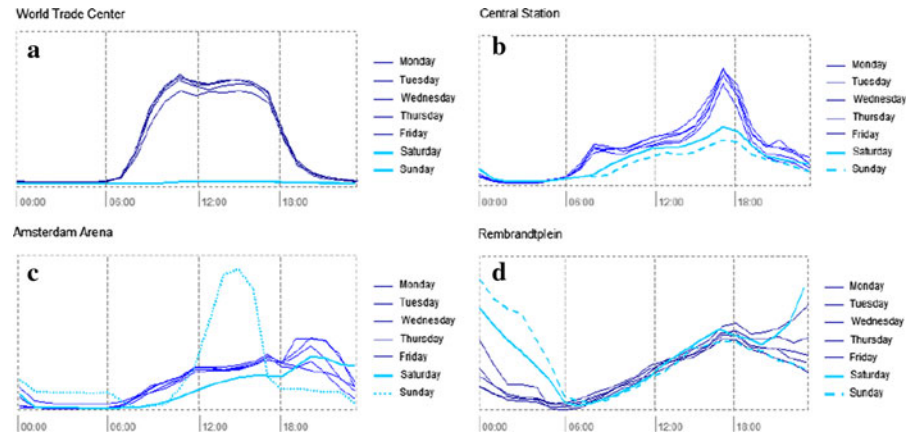 World Trade Center
a
Monday
Tuesday
Wednesday
Thursday
Friday
Saturday
Sunday
00:00 06:00 12:00 18:00
Central Station
b
Monday
Tuesday
Wednesday
Thursday
Friday
Saturday
Sunday
00:00 06:00 12:00 18:00
Amsterdam Arena
c
Monday
Tuesday
Wednesday
Thursday
Friday
Saturday
Sunday
00:00 06:00 12:00 18:00
Rembrandtplein
d
Monday
Tuesday
Wednesday
Thursday
Friday
Saturday
Sunday
00:00 06:00 12:00 18:00